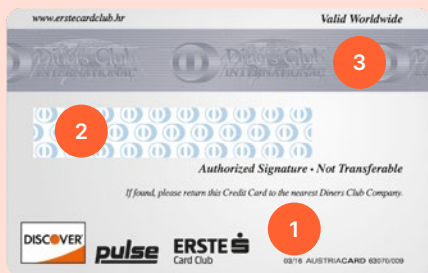 www.erstecardclub.hr Valid Worldwide
Diners Club
INTERNATIONAL
Diners Club
INTERNATIONAL
3
2
Authorized Signature • Not Transferable
If found, please return this Credit Card to the nearest Diners Club Company.
1
DISCOVER
pulse
ERSTE
Card Club
03/16 AUSTRIACARD 63070/009